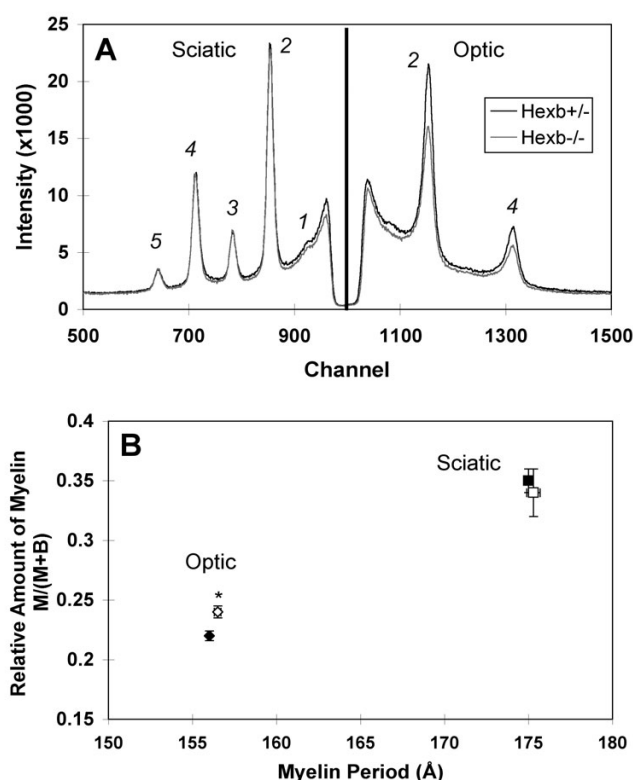 A
Sciatic
Optic
2
2
4
3
4
1
5
Hexb+/-
Hexb-/-
Intensity (x1000)
25
20
15
10
5
0
500 700 900 1100 1300 1500
Channel
B
Sciatic
Optic
*
Relative Amount of Myelin
M/(M+B)
0.4
0.35
0.3
0.25
0.2
0.15
150 155 160 165 170 175 180
Myelin Period (Å)